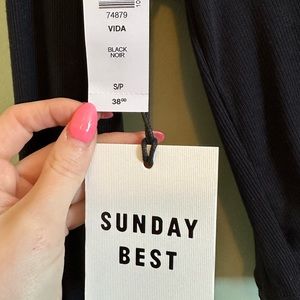 74879
VIDA
BLACK
NOIR
S/P
38⁰⁰
SUNDAY
BEST